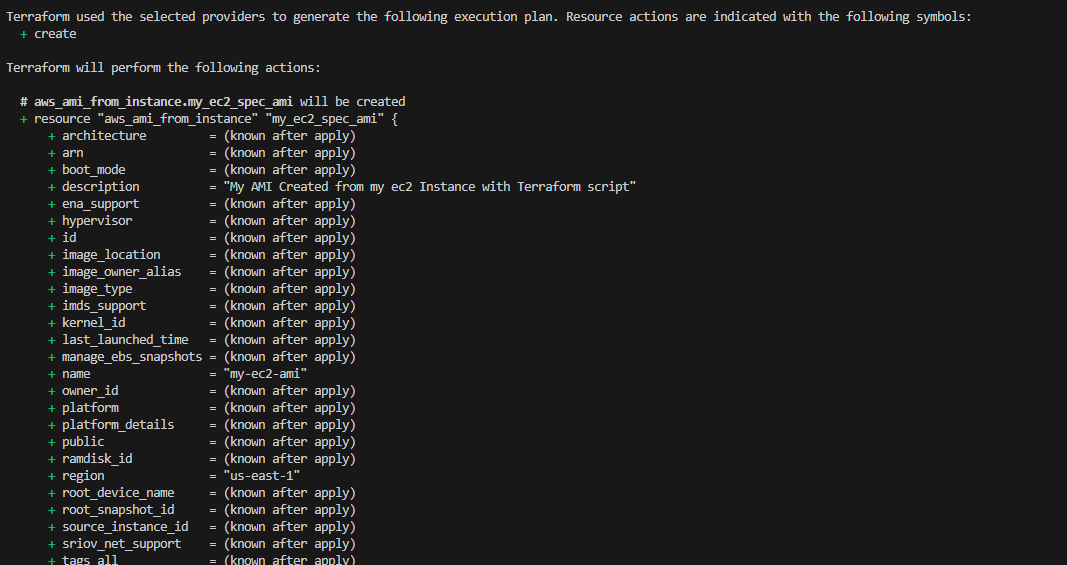 Terraform used the selected providers to generate the following execution plan. Resource actions are indicated with the following symbols:
  + create

Terraform will perform the following actions:

  # aws_ami_from_instance.my_ec2_spec_ami will be created
  + resource "aws_ami_from_instance" "my_ec2_spec_ami" {
      + architecture         = (known after apply)
      + arn                  = (known after apply)
      + boot_mode            = (known after apply)
      + description          = "My AMI Created from my ec2 Instance with Terraform script"
      + ena_support          = (known after apply)
      + hypervisor           = (known after apply)
      + id                   = (known after apply)
      + image_location       = (known after apply)
      + image_owner_alias    = (known after apply)
      + image_type           = (known after apply)
      + imds_support         = (known after apply)
      + kernel_id            = (known after apply)
      + last_launched_time   = (known after apply)
      + manage_ebs_snapshots = (known after apply)
      + name                 = "my-ec2-ami"
      + owner_id             = (known after apply)
      + platform             = (known after apply)
      + platform_details     = (known after apply)
      + public               = (known after apply)
      + ramdisk_id           = (known after apply)
      + region               = "us-east-1"
      + root_device_name     = (known after apply)
      + root_snapshot_id     = (known after apply)
      + source_instance_id   = (known after apply)
      + sriov_net_support    = (known after apply)
      + tags_all             = (known after apply)